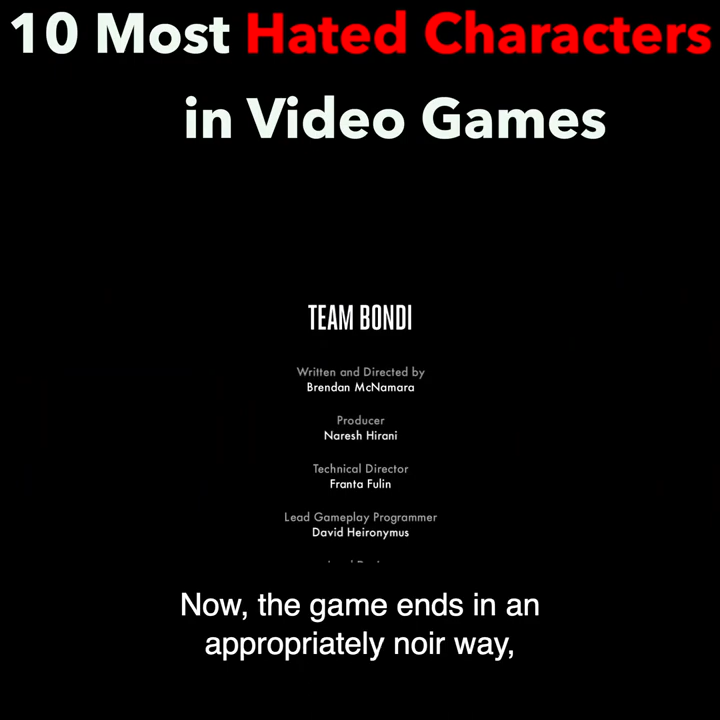 10 Most Hated Characters
in Video Games
TEAM BONDI
Written and Directed by
Brendan McNamara
Producer
Naresh Hirani
Technical Director
Franta Fulin
Lead Gameplay Programmer
David Heironymus
Now, the game ends in an
appropriately noir way,